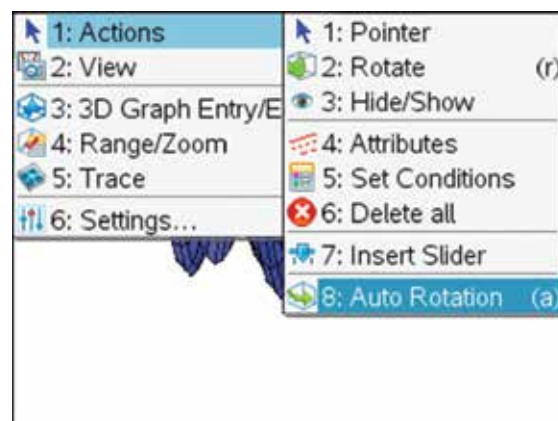 1: Actions
2: View
3: 3D Graph Entry/E
4: Range/Zoom
5: Trace
6: Settings...
1: Pointer
2: Rotate (r)
3: Hide/Show
4: Attributes
5: Set Conditions
6: Delete all
7: Insert Slider
8: Auto Rotation (a)